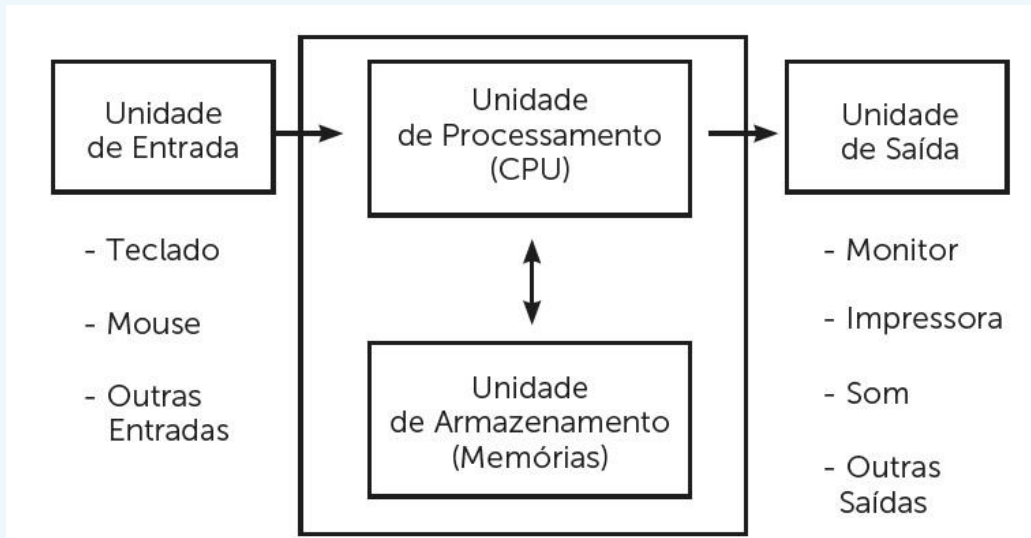 Unidade
de Entrada
- Teclado
- Mouse
- Outras
Entradas
Unidade
de Processamento
(CPU)
Unidade
de Armazenamento
(Memórias)
Unidade
de Saída
- Monitor
- Impressora
- Som
- Outras
Saídas